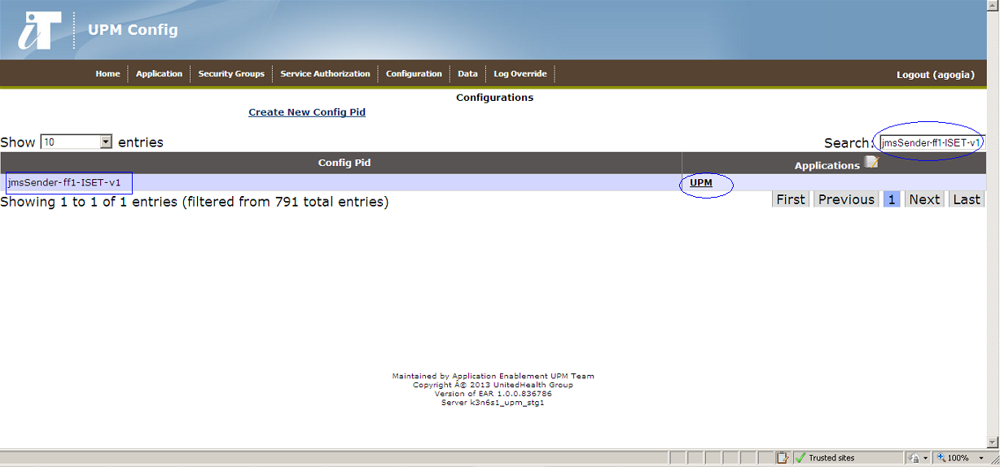 iT UPM Config
Home Application Security Groups Service Authorization Configuration Data Log Override Logout (agogia)
Configurations
Create New Config Pid
Show 10 entries Search: jmsSender-ff1-ISET-v1
Config Pid Applications
jmsSender-ff1-ISET-v1 UPM
Showing 1 to 1 of 1 entries (filtered from 791 total entries) First Previous 1 Next Last
Maintained by Application Enablement UPM Team
Copyright Â© 2013 UnitedHealth Group
Version of EAR 1.0.0.836786
Server k3n6s1_upm_stg1
Trusted sites 100%